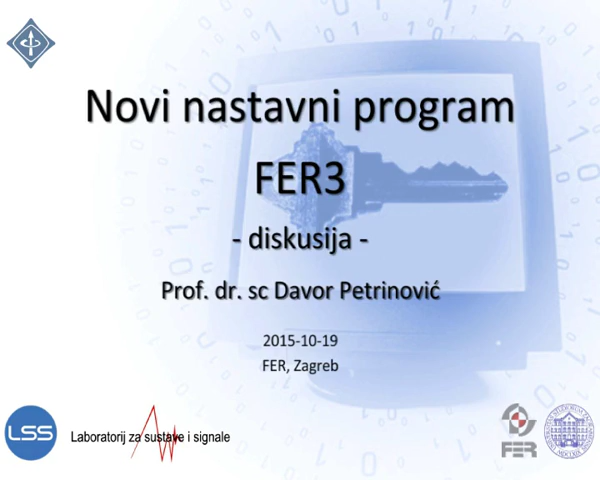 Novi nastavni program
FER3
- diskusija -
Prof. dr. sc Davor Petrinović
2015-10-19
FER, Zagreb
LSS
Laboratorij za sustave i signale
FER